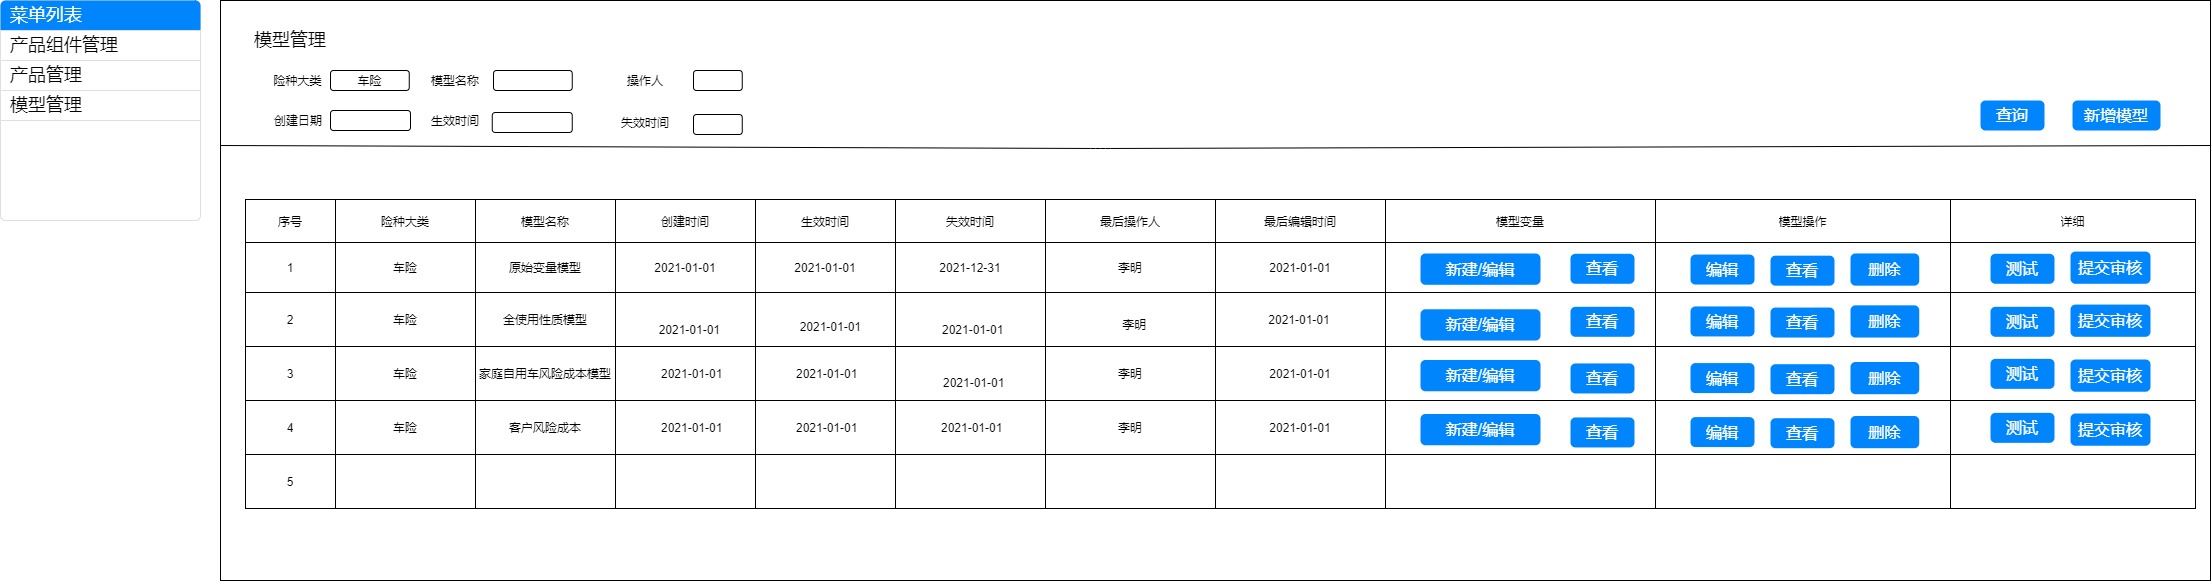 菜单列表
产品组件管理
产品管理
模型管理
模型管理
险种大类 车险 模型名称 操作人
创建日期 生效时间 失效时间
查询 新增模型
序号 险种大类 模型名称 创建时间 生效时间 失效时间 最后操作人 最后编辑时间 模型变量 模型操作 详细
1 车险 原始变量模型 2021-01-01 2021-01-01 2021-12-31 李明 2021-01-01 新建/编辑 查看 编辑 查看 删除 测试 提交审核
2 车险 全使用性质模型 2021-01-01 2021-01-01 2021-01-01 李明 2021-01-01 新建/编辑 查看 编辑 查看 删除 测试 提交审核
3 车险 家庭自用车风险成本模型 2021-01-01 2021-01-01 2021-01-01 李明 2021-01-01 新建/编辑 查看 编辑 查看 删除 测试 提交审核
4 车险 客户风险成本 2021-01-01 2021-01-01 2021-01-01 李明 2021-01-01 新建/编辑 查看 编辑 查看 删除 测试 提交审核
5